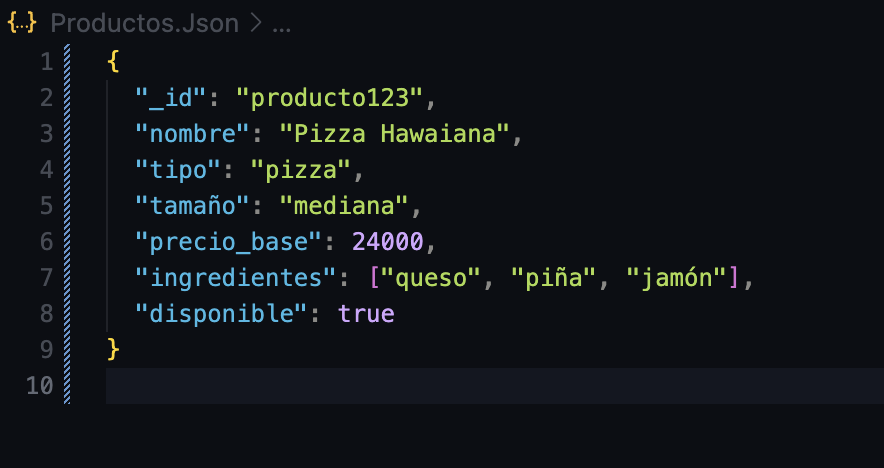 {..} Productos.Json > ...
1 {
2 "_id": "producto123",
3 "nombre": "Pizza Hawaiana",
4 "tipo": "pizza",
5 "tamaño": "mediana",
6 "precio_base": 24000,
7 "ingredientes": ["queso", "piña", "jamón"],
8 "disponible": true
9 }
10